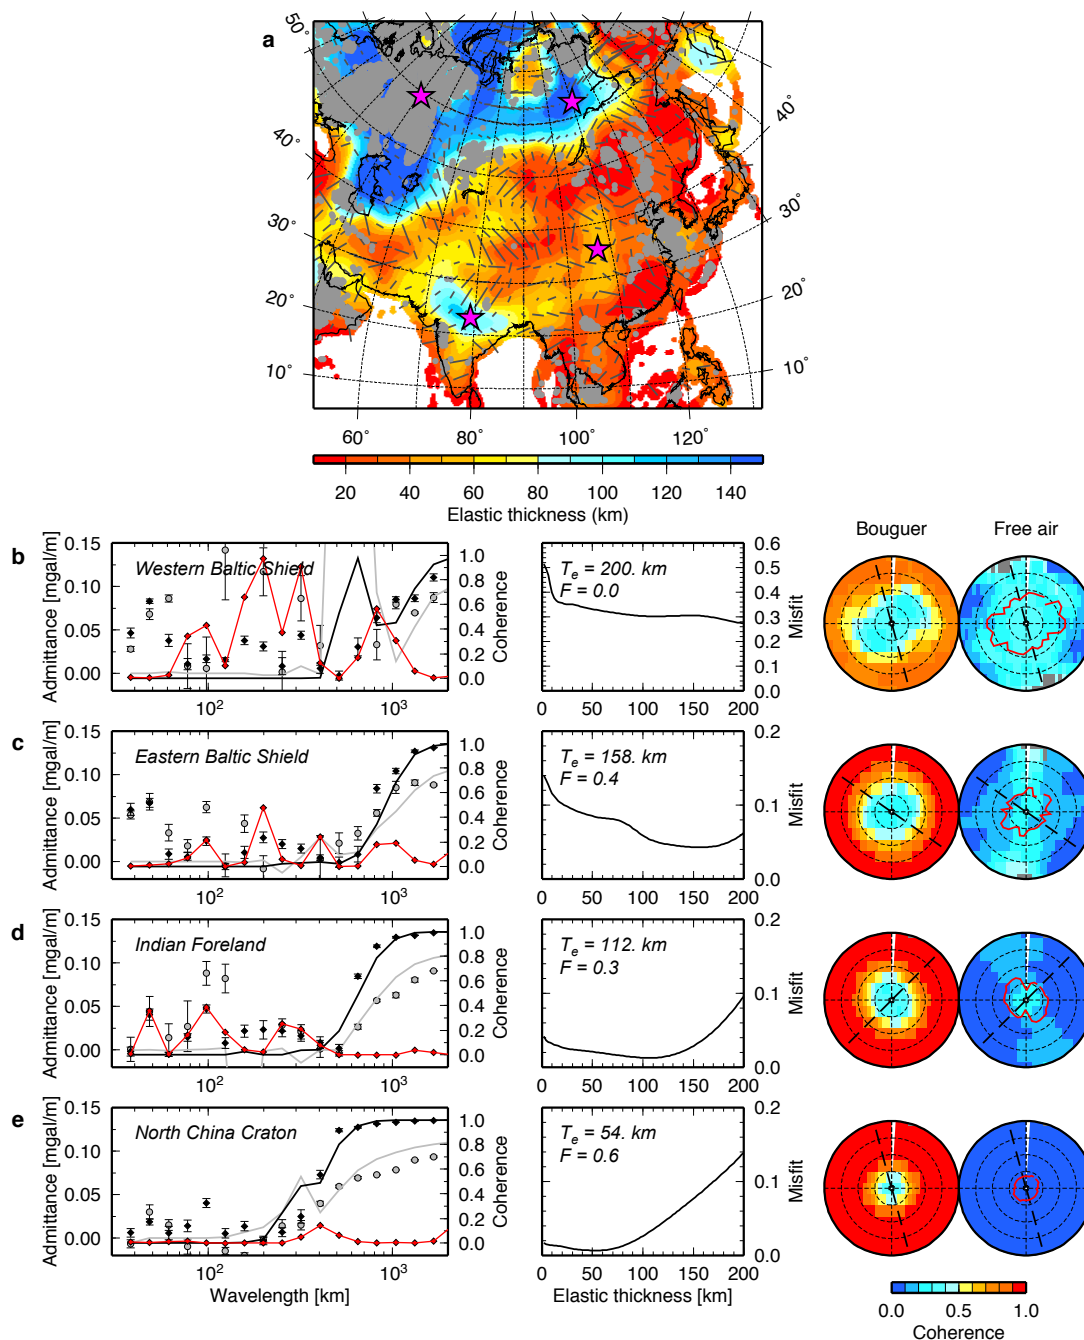 a
50°
40°
30°
20°
10°
40°
30°
20°
10°
60° 80° 100° 120°
20 40 60 80 100 120 140
Elastic thickness (km)
Bouguer Free air
b
Western Baltic Shield
Admittance [mgal/m]
0.15
0.10
0.05
0.00
10² 10³
1.0
0.8
0.6
0.4
0.2
0.0
Coherence
T_e = 200. km
F = 0.0
0.6
0.5
0.4
0.3
0.2
0.1
0.0
Misfit
0 50 100 150 200
c
Eastern Baltic Shield
Admittance [mgal/m]
0.15
0.10
0.05
0.00
10² 10³
1.0
0.8
0.6
0.4
0.2
0.0
Coherence
T_e = 158. km
F = 0.4
0.2
0.1
0.0
Misfit
0 50 100 150 200
d
Indian Foreland
Admittance [mgal/m]
0.15
0.10
0.05
0.00
10² 10³
1.0
0.8
0.6
0.4
0.2
0.0
Coherence
T_e = 112. km
F = 0.3
0.2
0.1
0.0
Misfit
0 50 100 150 200
e
North China Craton
Admittance [mgal/m]
0.15
0.10
0.05
0.00
10² 10³
Wavelength [km]
1.0
0.8
0.6
0.4
0.2
0.0
Coherence
T_e = 54. km
F = 0.6
0.2
0.1
0.0
Misfit
0 50 100 150 200
Elastic thickness [km]
0.0 0.5 1.0
Coherence